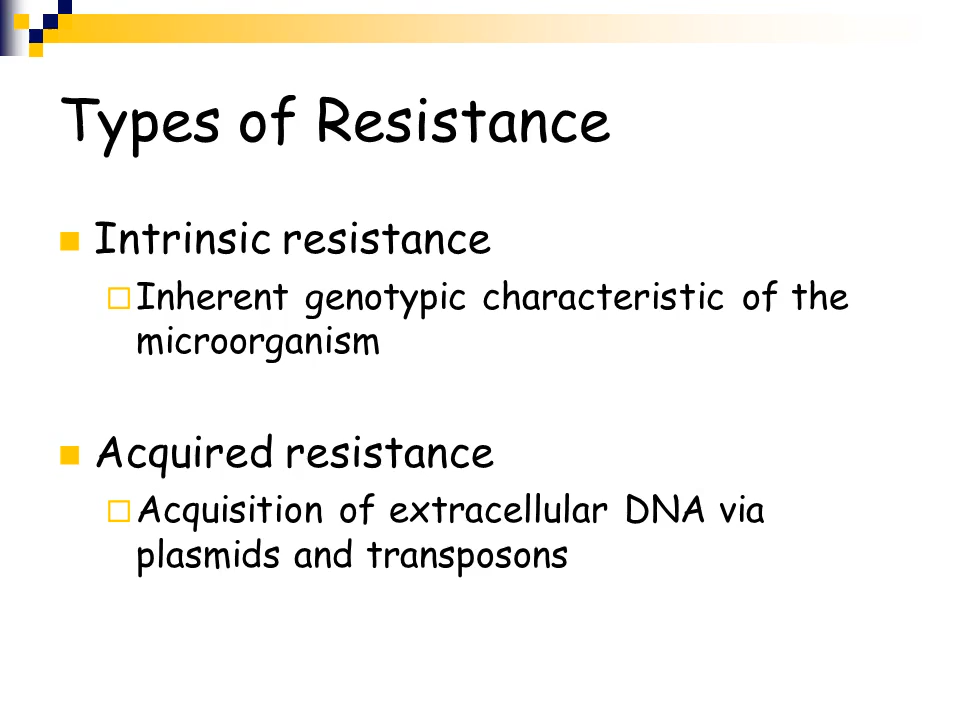 Types of Resistance
Intrinsic resistance
Inherent genotypic characteristic of the
microorganism
Acquired resistance
Acquisition of extracellular DNA via
plasmids and transposons